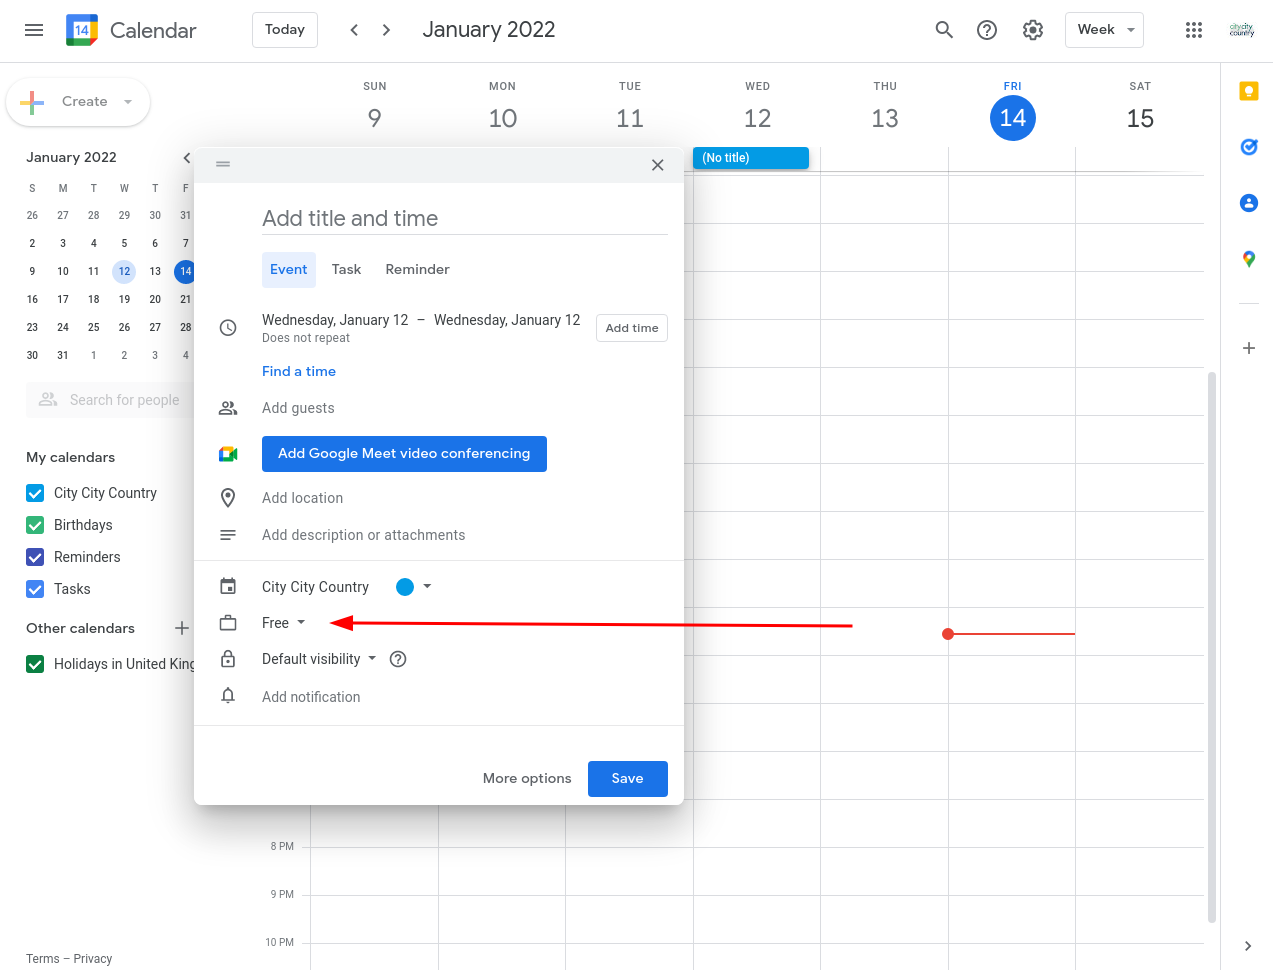 14 Calendar Today January 2022 Week citycity country
Create
SUN MON TUE WED THU FRI SAT
9 10 11 12 13 14 15
(No title)
January 2022
S M T W T F
26 27 28 29 30 31
2 3 4 5 6 7
9 10 11 12 13 14
16 17 18 19 20 21
23 24 25 26 27 28
30 31 1 2 3 4
Search for people
My calendars
City City Country
Birthdays
Reminders
Tasks
Other calendars
Holidays in United King
Terms – Privacy
Add title and time
Event Task Reminder
Wednesday, January 12 – Wednesday, January 12 Add time
Does not repeat
Find a time
Add guests
Add Google Meet video conferencing
Add location
Add description or attachments
City City Country
Free
Default visibility
Add notification
More options Save
8 PM
9 PM
10 PM